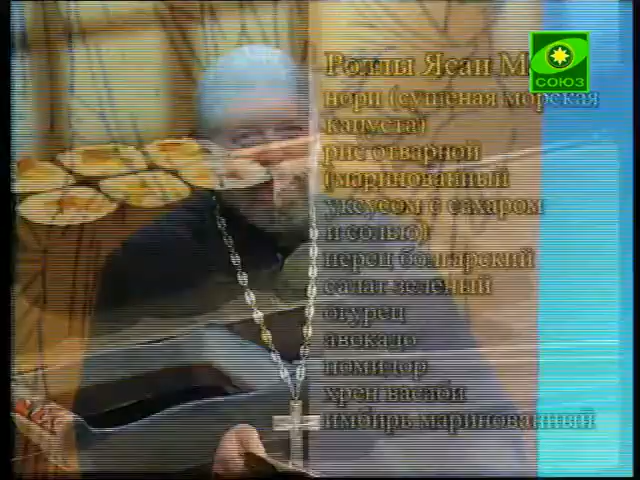 Роллы Ясаи М
СОЮЗ
нори (сушеная морская
капуста)
рис отварной
(маринованный
уксусом с сахаром
и солью)
перец болгарский
салат зеленый
огурец
авокадо
помидор
хрен васаби
имбирь маринованный